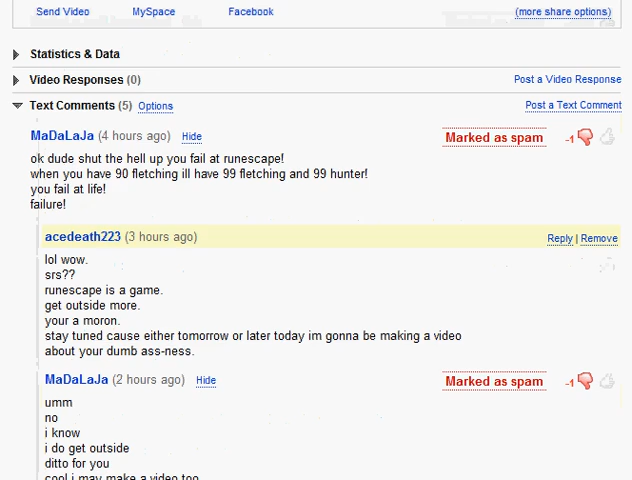 Send Video MySpace Facebook (more share options)
Statistics & Data
Video Responses (0) Post a Video Response
Text Comments (5) Options Post a Text Comment
MaDaLaJa (4 hours ago) Hide Marked as spam -1
ok dude shut the hell up you fail at runescape!
when you have 90 fletching ill have 99 fletching and 99 hunter!
you fail at life!
failure!
acedeath223 (3 hours ago) Reply | Remove
lol wow.
srs??
runescape is a game.
get outside more.
your a moron.
stay tuned cause either tomorrow or later today im gonna be making a video
about your dumb ass-ness.
MaDaLaJa (2 hours ago) Hide Marked as spam -1
umm
no
i know
i do get outside
ditto for you
cool i may make a video too